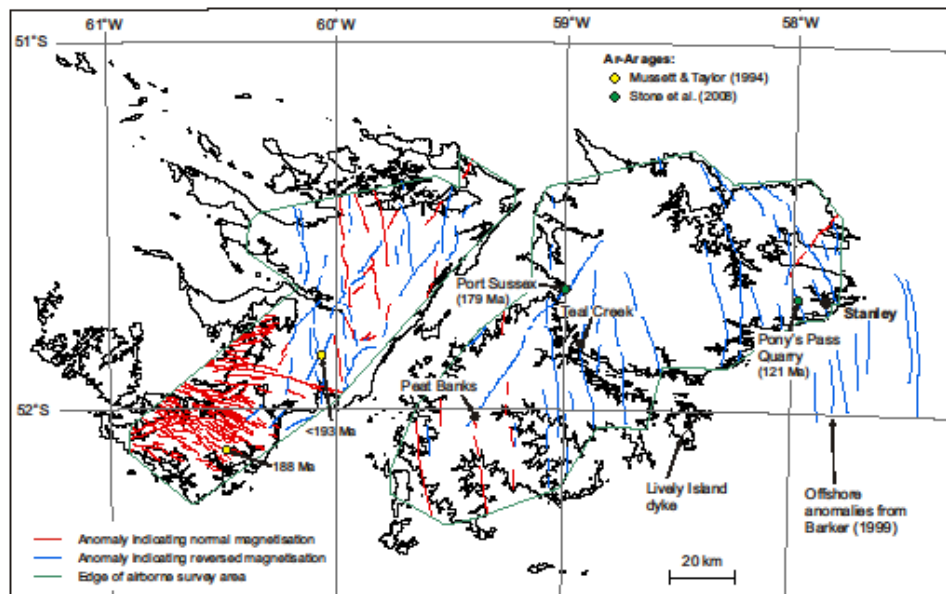 61°W
60°W
59°W
58°W
51°S
Ar-Ar ages:
Mussett & Taylor (1994)
Stone et al. (2008)
Port Sussex
(179 Ma)
Teal Creek
Stanley
Pony's Pass
Quarry
(121 Ma)
Peat Banks
52°S
<193 Ma
188 Ma
Lively Island
dyke
Offshore
anomalies from
Barker (1999)
Anomaly indicating normal magnetisation
Anomaly indicating reversed magnetisation
Edge of airborne survey area
20 km